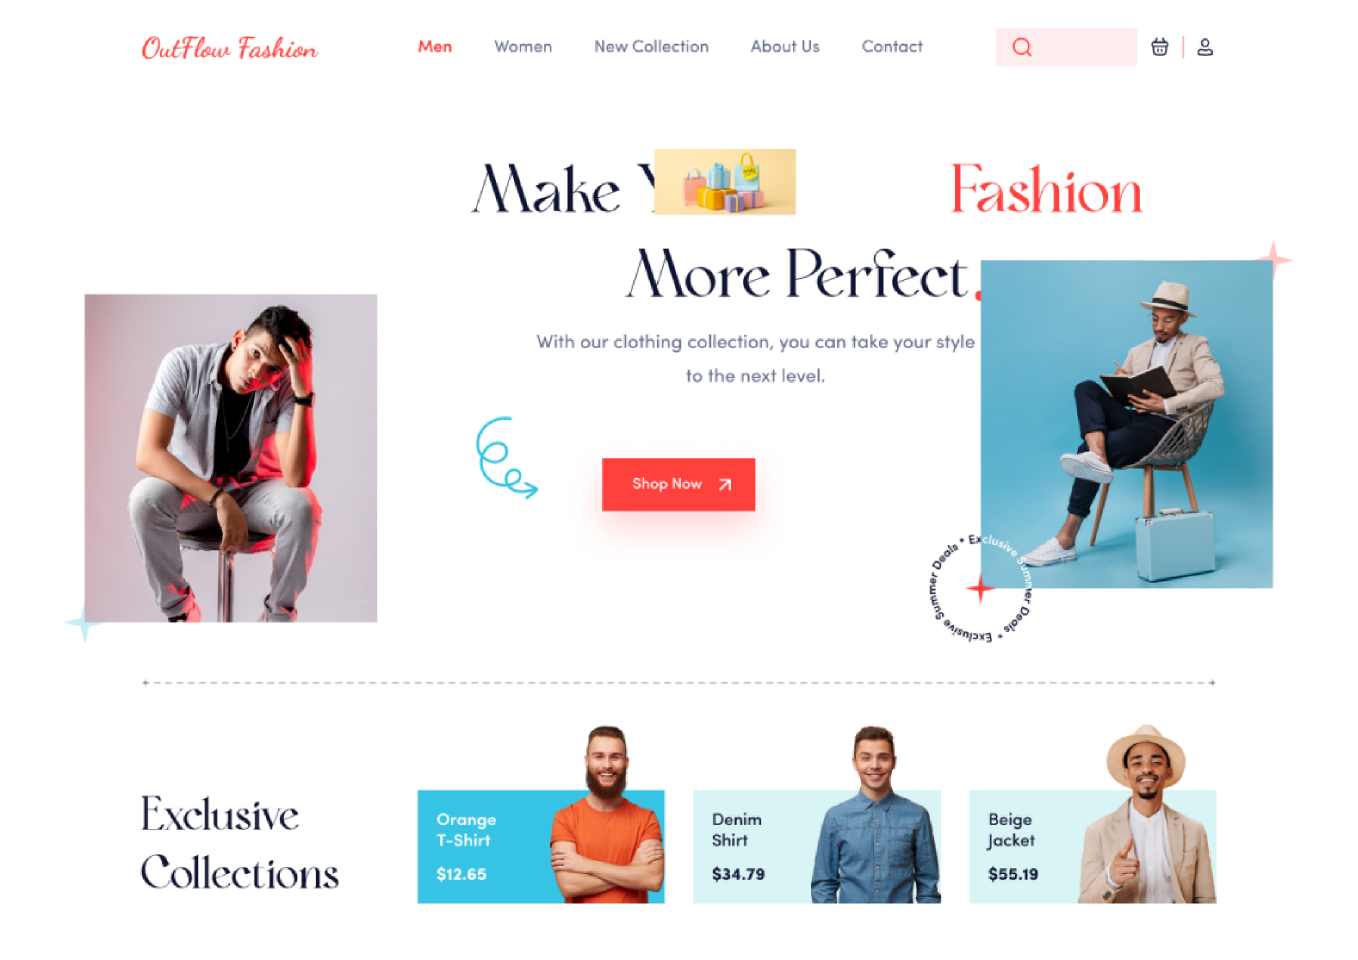 OutFlow Fashion
Men Women New Collection About Us Contact
Make Fashion
More Perfect.
With our clothing collection, you can take your style
to the next level.
Shop Now
Exclusive Summer Deals * Exclusive Summer Deals *
Exclusive
Collections
Orange
T-Shirt
$12.65
Denim
Shirt
$34.79
Beige
Jacket
$55.19